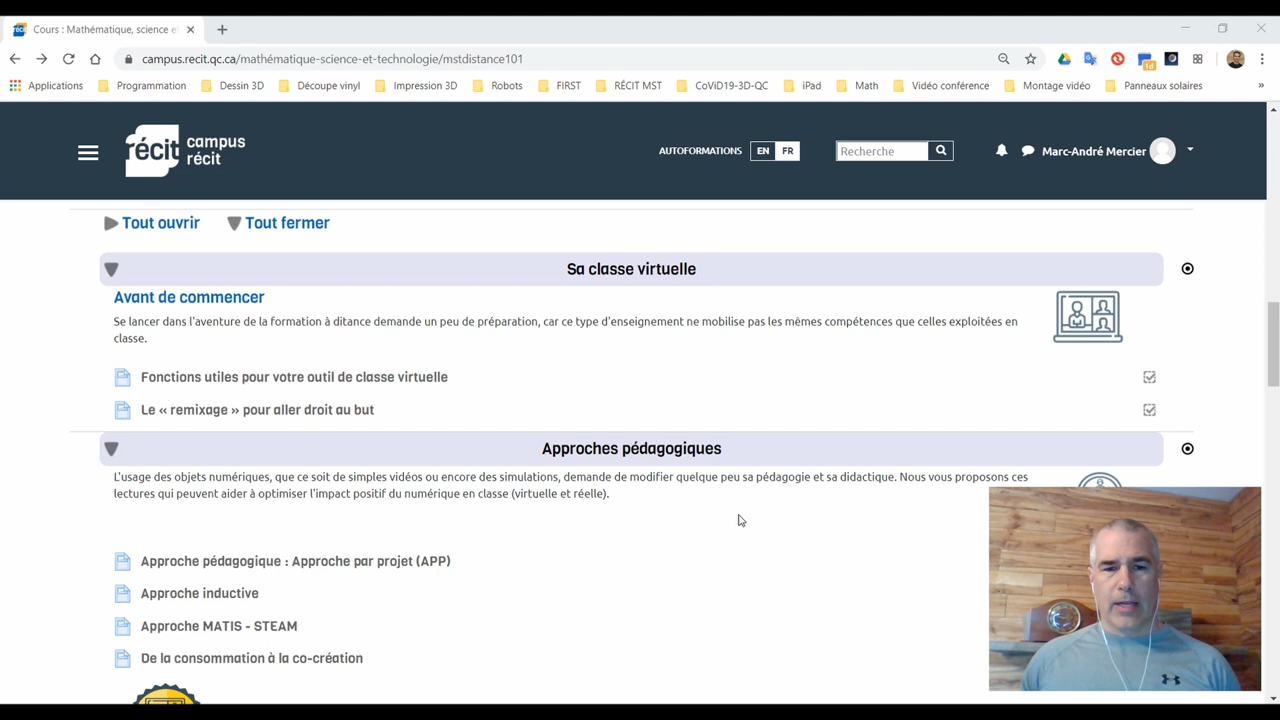 Cours : Mathématique, science et
campus.recit.qc.ca/mathématique-science-et-technologie/mstdistance101
Applications Programmation Dessin 3D Découpe vinyl Impression 3D Robots FIRST RÉCIT MST CoViD19-3D-QC iPad Math Vidéo conférence Montage vidéo Panneaux solaires »
1d
récit campus
récit
AUTOFORMATIONS EN FR Recherche Marc-André Mercier
Tout ouvrir Tout fermer
Sa classe virtuelle
Avant de commencer
Se lancer dans l'aventure de la formation à ditance demande un peu de préparation, car ce type d'enseignement ne mobilise pas les mêmes compétences que celles exploitées en
classe.
Fonctions utiles pour votre outil de classe virtuelle
Le « remixage » pour aller droit au but
Approches pédagogiques
L'usage des objets numériques, que ce soit de simples vidéos ou encore des simulations, demande de modifier quelque peu sa pédagogie et sa didactique. Nous vous proposons ces
lectures qui peuvent aider à optimiser l'impact positif du numérique en classe (virtuelle et réelle).
Approche pédagogique : Approche par projet (APP)
Approche inductive
Approche MATIS - STEAM
De la consommation à la co-création